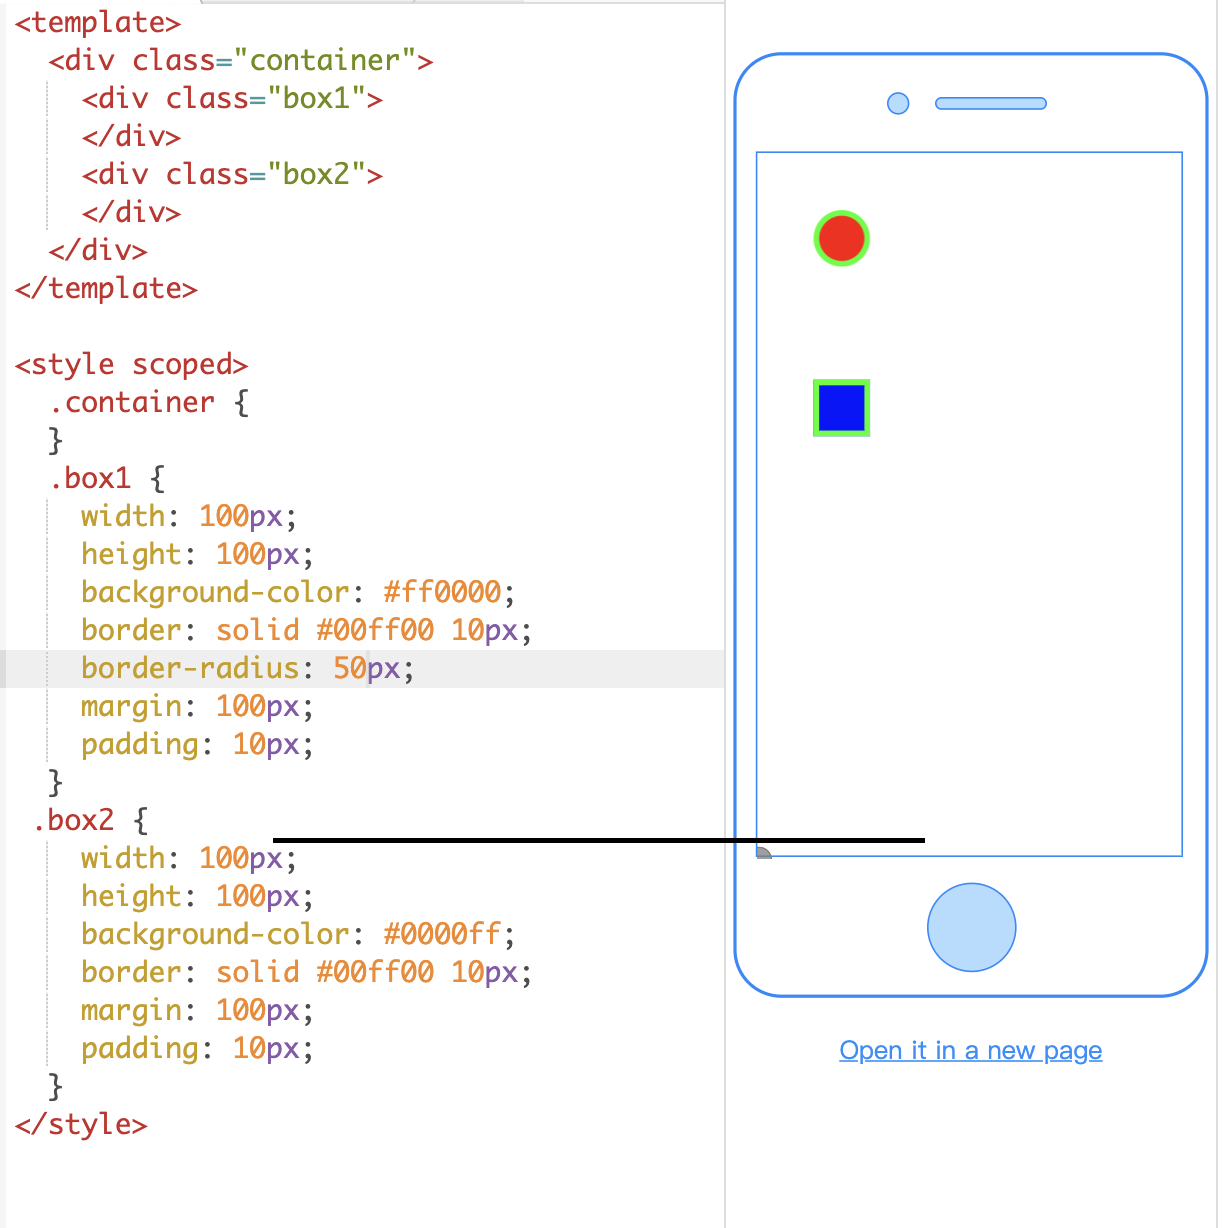 <template>
  <div class="container">
    <div class="box1">
    </div>
    <div class="box2">
    </div>
  </div>
</template>

<style scoped>
  .container {
  }
  .box1 {
    width: 100px;
    height: 100px;
    background-color: #ff0000;
    border: solid #00ff00 10px;
    border-radius: 50px;
    margin: 100px;
    padding: 10px;
  }
 .box2 {
    width: 100px;
    height: 100px;
    background-color: #0000ff;
    border: solid #00ff00 10px;
    margin: 100px;
    padding: 10px;
  }
</style>
Open it in a new page